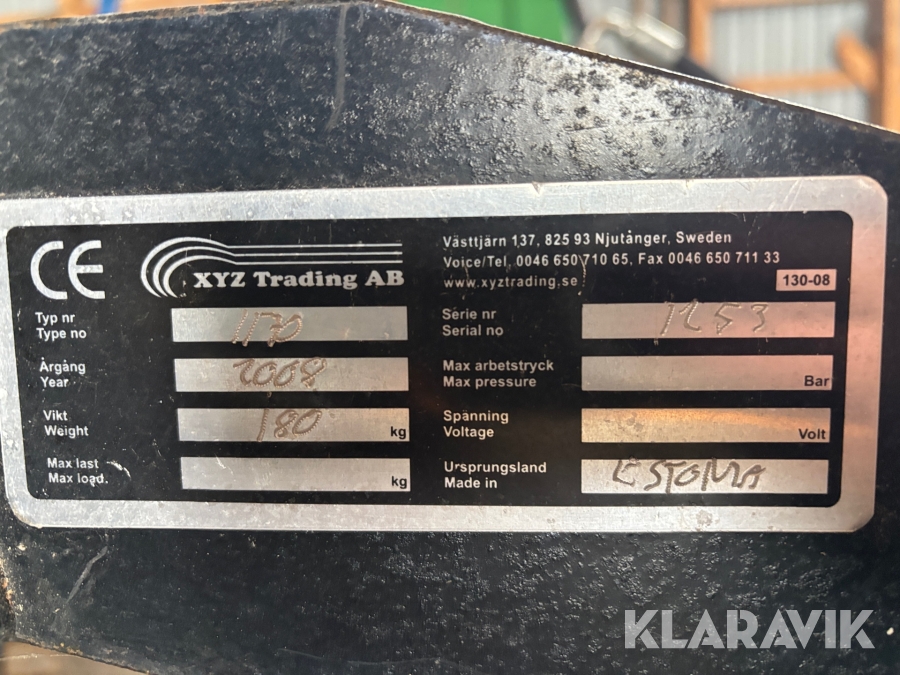 CE
XYZ Trading AB
Västtjärn 137, 825 93 Njutånger, Sweden
Voice/Tel. 0046 650 710 65, Fax 0046 650 711 33
www.xyztrading.se
130-08
Typ nr
Type no
1170
Årgång
Year
2008
Vikt
Weight
180 kg
Max last
Max load.
kg
Serie nr
Serial no
1253
Max arbetstryck
Max pressure
Bar
Spänning
Voltage
Volt
Ursprungsland
Made in
ESTONIA
KLARAVIK